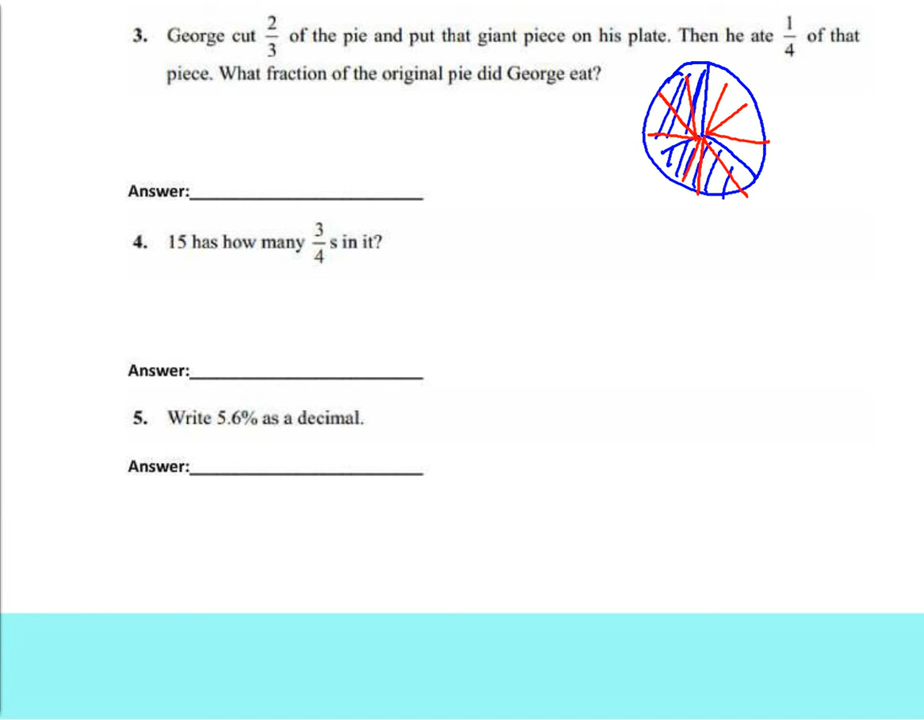 3. George cut 2/3 of the pie and put that giant piece on his plate. Then he ate 1/4 of that
piece. What fraction of the original pie did George eat?
Answer:
4. 15 has how many 3/4 s in it?
Answer:
5. Write 5.6% as a decimal.
Answer: